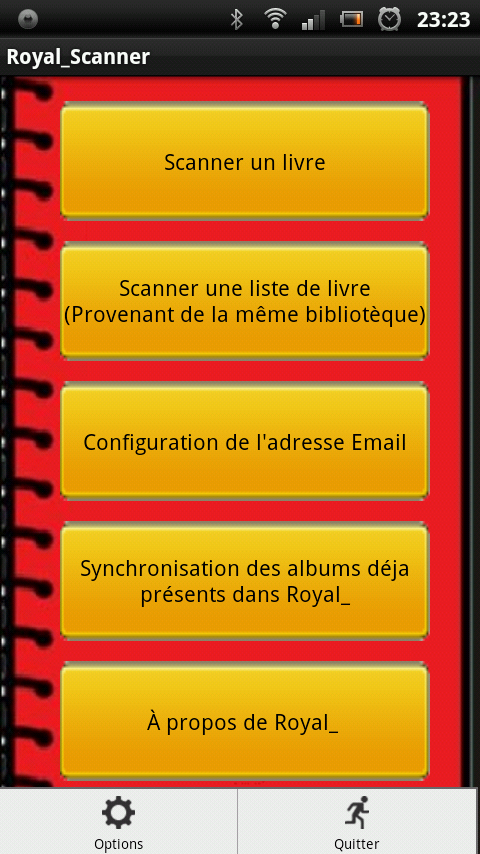 23:23
Royal_Scanner
Scanner un livre
Scanner une liste de livre
(Provenant de la même bibliotèque)
Configuration de l'adresse Email
Synchronisation des albums déja
présents dans Royal_
À propos de Royal_
Options
Quitter